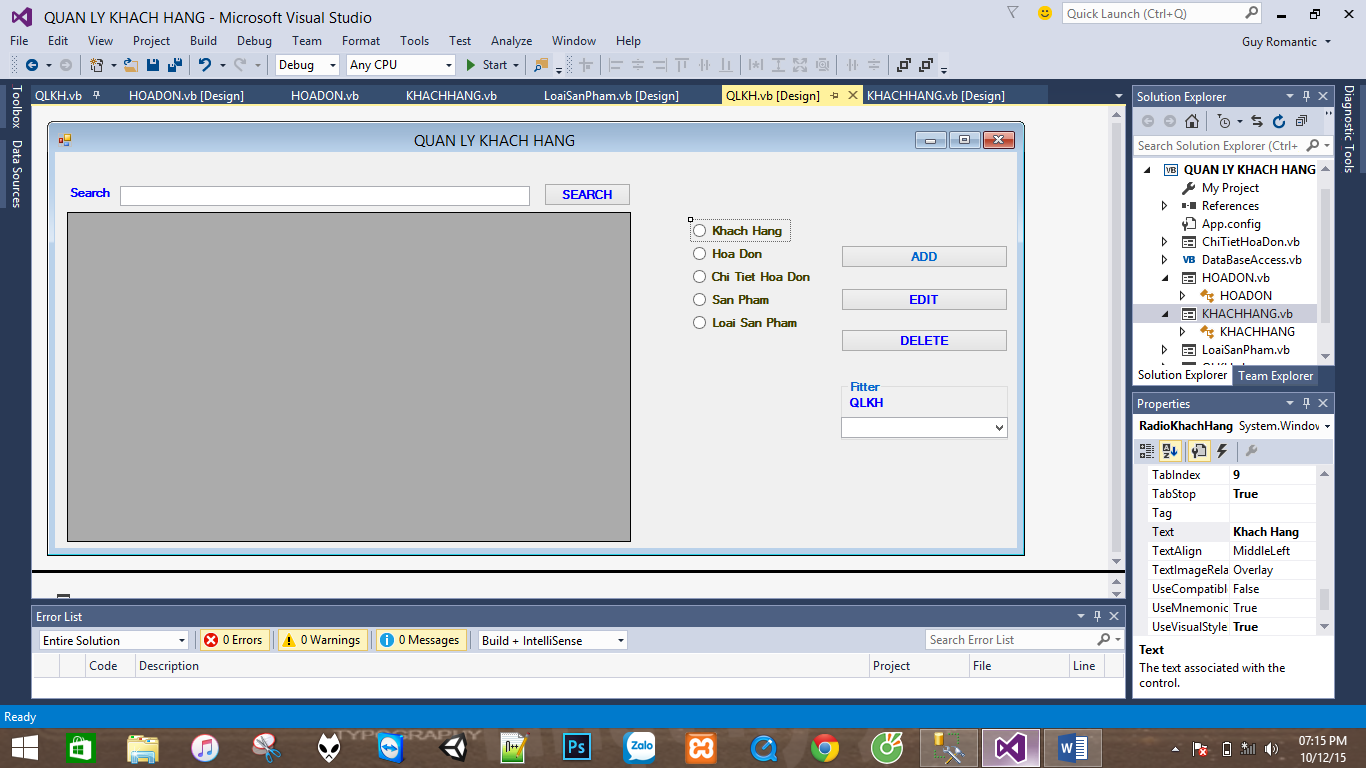 QUAN LY KHACH HANG - Microsoft Visual Studio
Quick Launch (Ctrl+Q)
File Edit View Project Build Debug Team Format Tools Test Analyze Window Help
Guy Romantic
Debug Any CPU Start
Toolbox
Data Sources
QLKH.vb HOADON.vb [Design] HOADON.vb KHACHHANG.vb LoaiSanPham.vb [Design] QLKH.vb [Design] KHACHHANG.vb [Design]
QUAN LY KHACH HANG
Search SEARCH
Khach Hang
Hoa Don
Chi Tiet Hoa Don
San Pham
Loai San Pham
ADD
EDIT
DELETE
Fitter
QLKH
Solution Explorer
Search Solution Explorer (Ctrl+
QUAN LY KHACH HANG
My Project
References
App.config
ChiTietHoaDon.vb
DataBaseAccess.vb
HOADON.vb
HOADON
KHACHHANG.vb
KHACHHANG
LoaiSanPham.vb
Solution Explorer Team Explorer
Diagnostic Tools
Properties
RadioKhachHang System.Window
TabIndex 9
TabStop True
Tag
Text Khach Hang
TextAlign MiddleLeft
TextImageRela Overlay
UseCompatibl False
UseMnemonic True
UseVisualStyle True
Text
The text associated with the
control.
Error List
Entire Solution 0 Errors 0 Warnings 0 Messages Build + IntelliSense Search Error List
Code Description Project File Line
Ready
TYPOGRAPHY
Ps
Zalo
07:15 PM
10/12/15